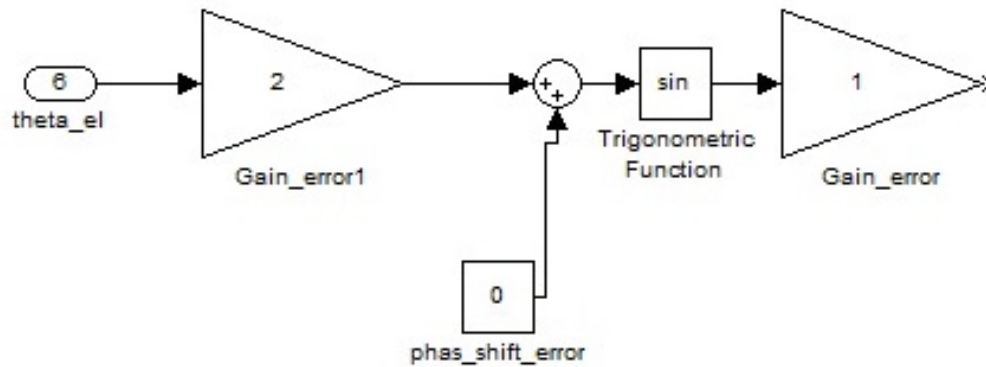 6
theta_el
2
Gain_error1
+
+
sin
Trigonometric
Function
1
Gain_error
0
phas_shift_error